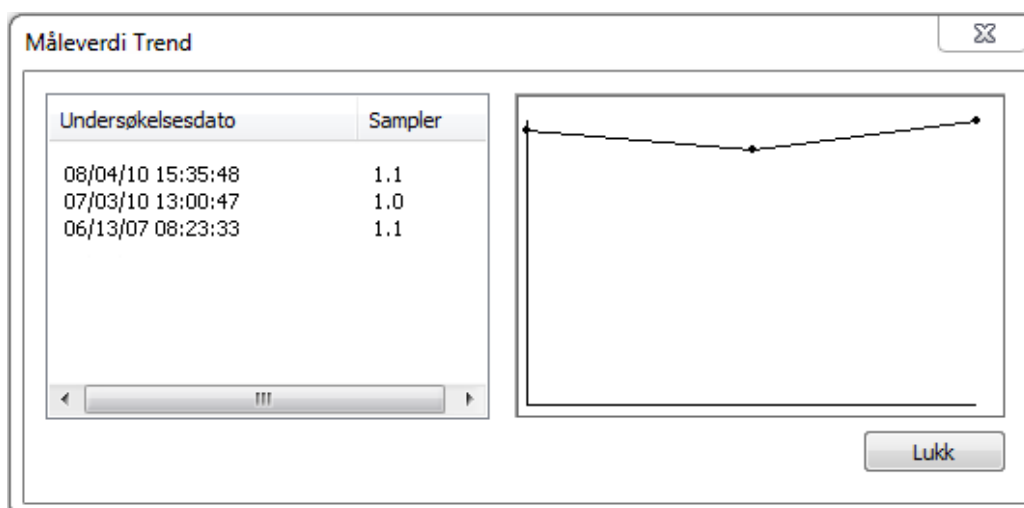 Måleverdi Trend
Undersøkelsesdato Sampler
08/04/10 15:35:48 1.1
07/03/10 13:00:47 1.0
06/13/07 08:23:33 1.1
Lukk